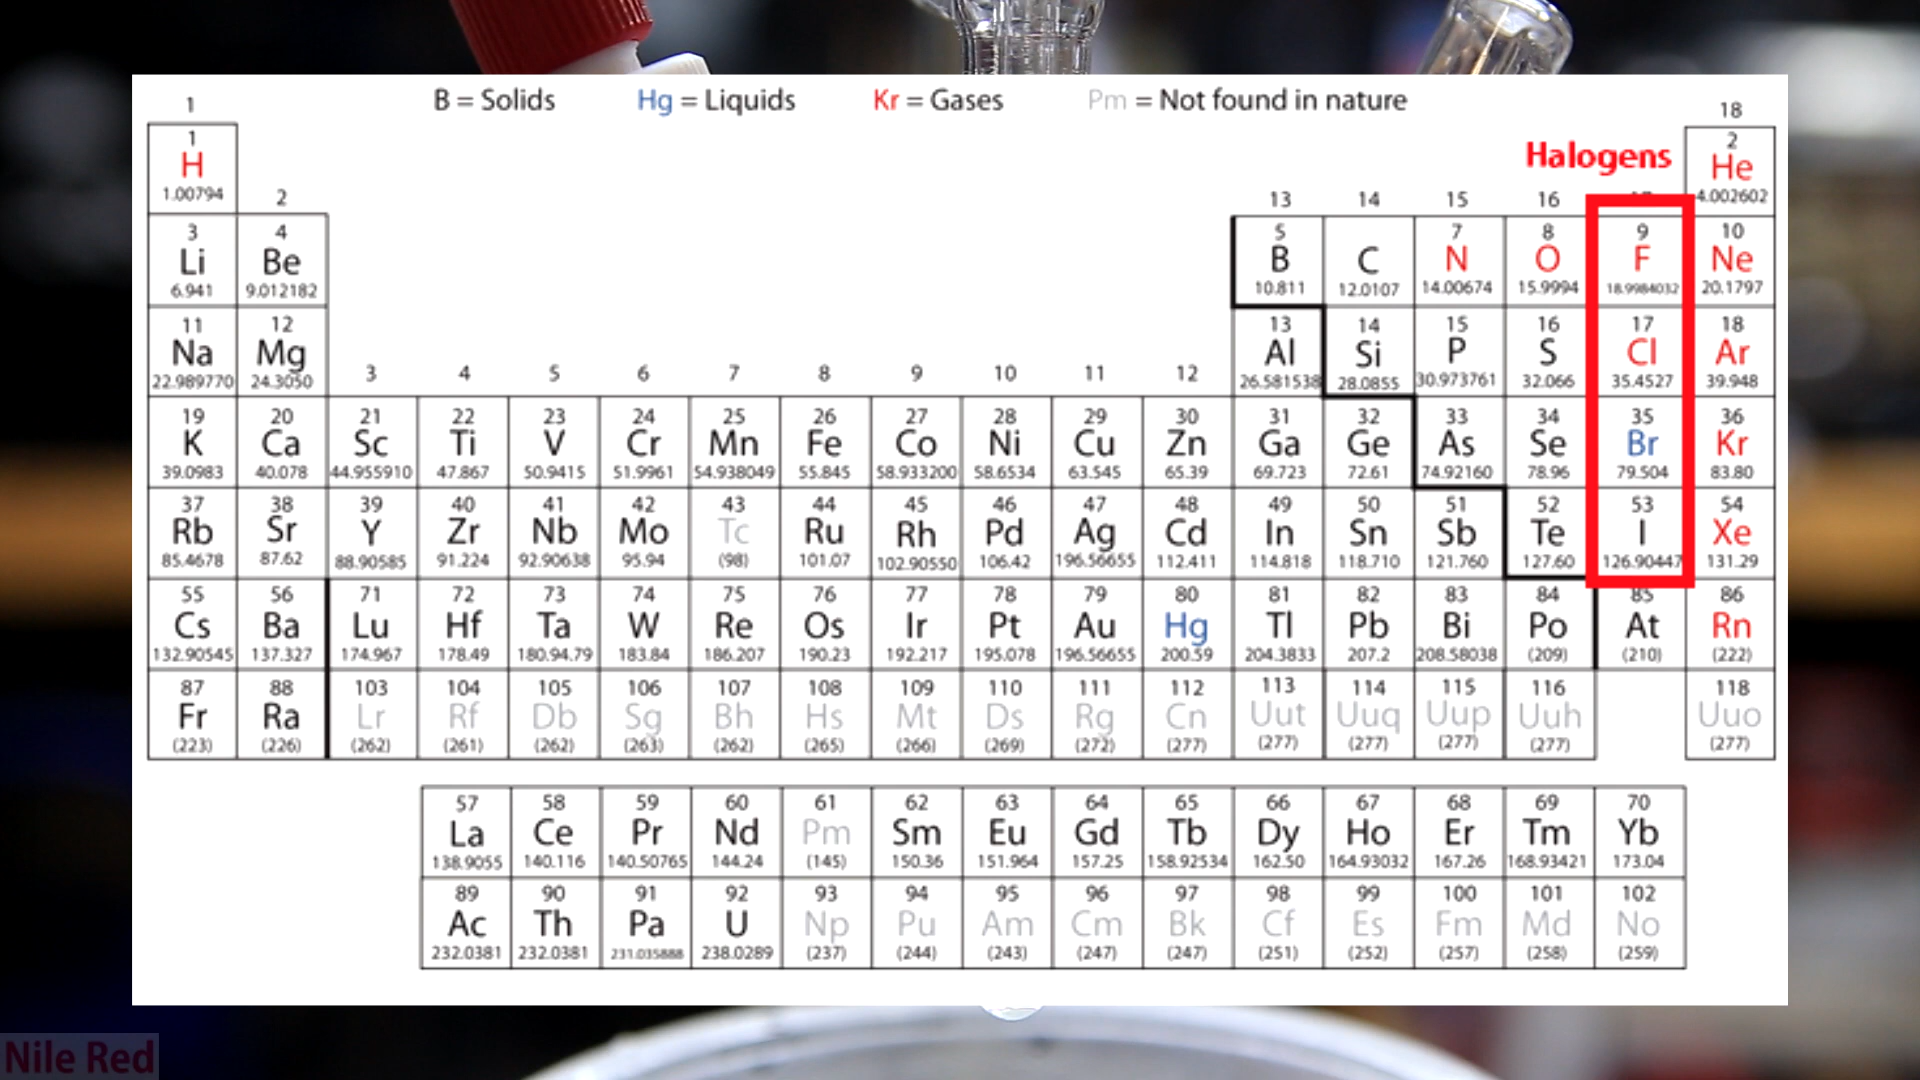 1 B = Solids Hg = Liquids Kr = Gases Pm = Not found in nature 18
1 Halogens 2
H He
1.00794 2 13 14 15 16 4.002602
3 4 5 7 8 9 10
Li Be B C N O F Ne
6.941 9.012182 10.811 12.0107 14.00674 15.9994 18.9984032 20.1797
11 12 13 14 15 16 17 18
Na Mg Al Si P S Cl Ar
22.989770 24.3050 3 4 5 6 7 8 9 10 11 12 26.581538 28.0855 30.973761 32.066 35.4527 39.948
19 20 21 22 23 24 25 26 27 28 29 30 31 32 33 34 35 36
K Ca Sc Ti V Cr Mn Fe Co Ni Cu Zn Ga Ge As Se Br Kr
39.0983 40.078 44.955910 47.867 50.9415 51.9961 54.938049 55.845 58.933200 58.6534 63.545 65.39 69.723 72.61 74.92160 78.96 79.504 83.80
37 38 39 40 41 42 43 44 45 46 47 48 49 50 51 52 53 54
Rb Sr Y Zr Nb Mo Tc Ru Rh Pd Ag Cd In Sn Sb Te I Xe
85.4678 87.62 88.90585 91.224 92.90638 95.94 (98) 101.07 102.90550 106.42 196.56655 112.411 114.818 118.710 121.760 127.60 126.90447 131.29
55 56 71 72 73 74 75 76 77 78 79 80 81 82 83 84 85 86
Cs Ba Lu Hf Ta W Re Os Ir Pt Au Hg Tl Pb Bi Po At Rn
132.90545 137.327 174.967 178.49 180.94.79 183.84 186.207 190.23 192.217 195.078 196.56655 200.59 204.3833 207.2 208.58038 (209) (210) (222)
87 88 103 104 105 106 107 108 109 110 111 112 113 114 115 116 118
Fr Ra Lr Rf Db Sg Bh Hs Mt Ds Rg Cn Uut Uuq Uup Uuh Uuo
(223) (226) (262) (261) (262) (263) (262) (265) (266) (269) (272) (277) (277) (277) (277) (277) (277)
57 58 59 60 61 62 63 64 65 66 67 68 69 70
La Ce Pr Nd Pm Sm Eu Gd Tb Dy Ho Er Tm Yb
138.9055 140.116 140.50765 144.24 (145) 150.36 151.964 157.25 158.92534 162.50 164.93032 167.26 168.93421 173.04
89 90 91 92 93 94 95 96 97 98 99 100 101 102
Ac Th Pa U Np Pu Am Cm Bk Cf Es Fm Md No
232.0381 232.0381 231.035888 238.0289 (237) (244) (243) (247) (247) (251) (252) (257) (258) (259)
Nile Red